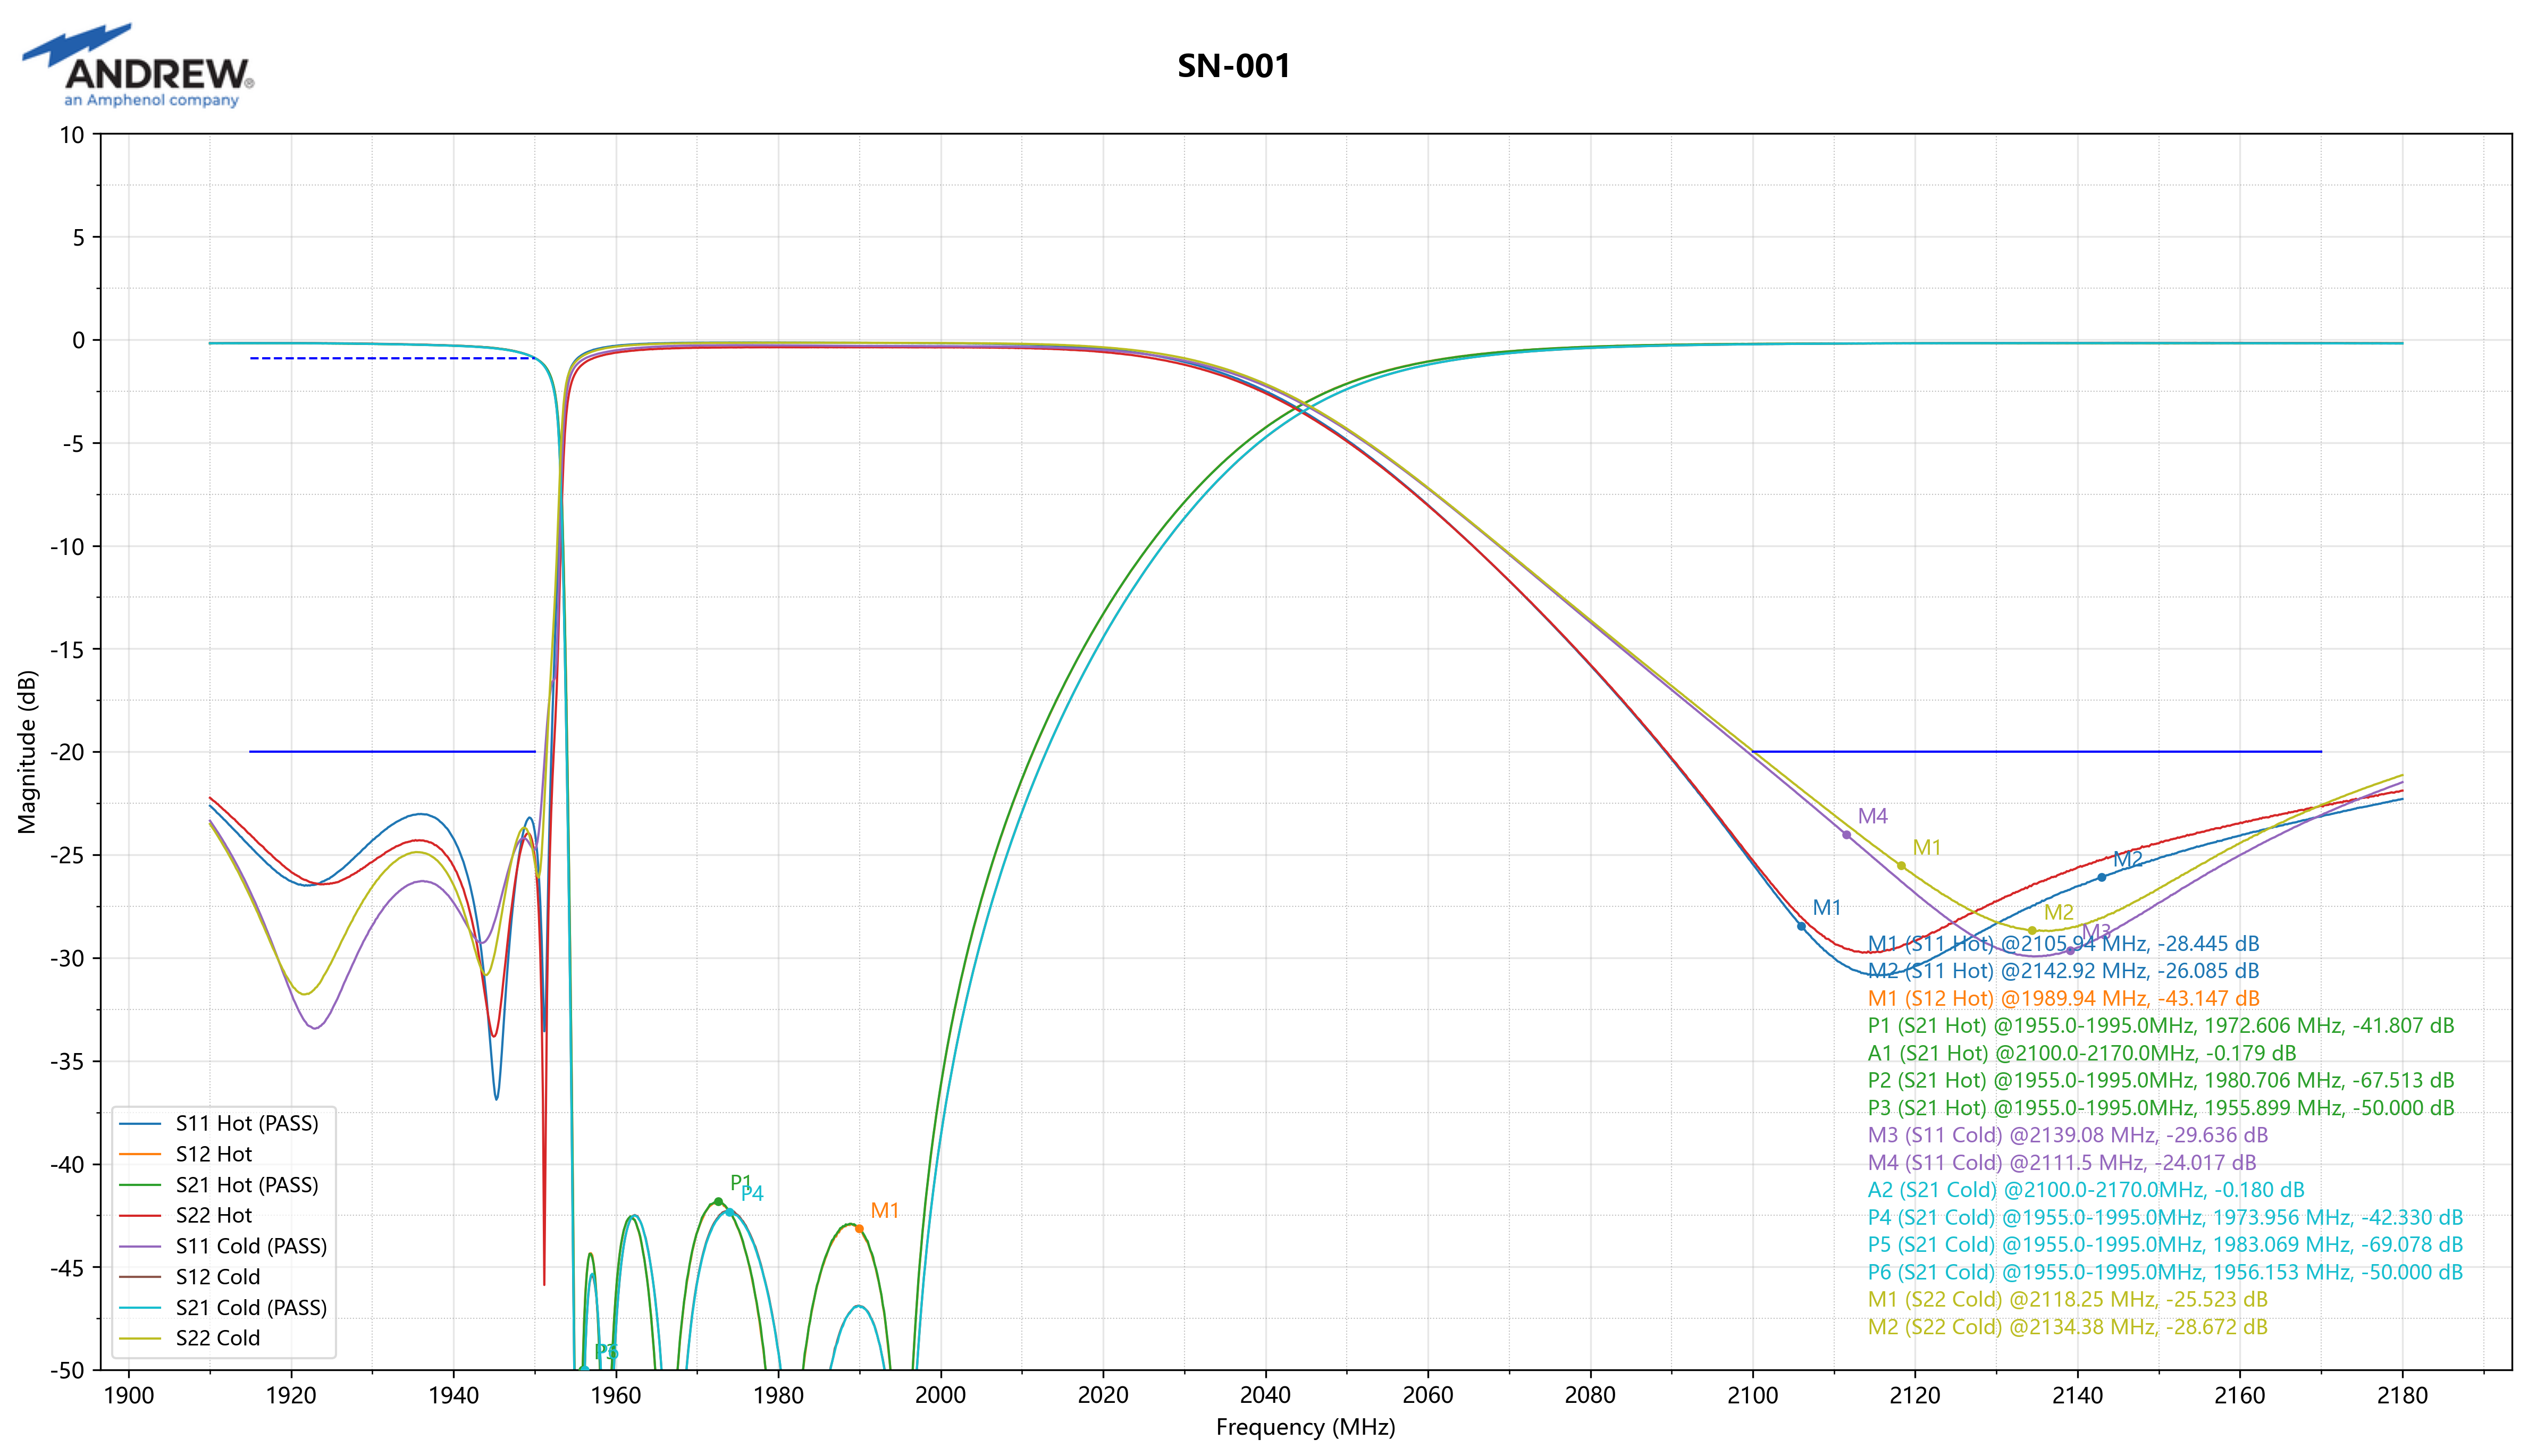 ANDREW®
an Amphenol company
SN-001
10
5
0
-5
-10
-15
-20
-25
-30
-35
-40
-45
-50
Magnitude (dB)
M4
M1
M2
M1
M2
M3
M1 (S11 Hot) @2105.94 MHz, -28.445 dB
M2 (S11 Hot) @2142.92 MHz, -26.085 dB
M1 (S12 Hot) @1989.94 MHz, -43.147 dB
P1 (S21 Hot) @1955.0-1995.0MHz, 1972.606 MHz, -41.807 dB
A1 (S21 Hot) @2100.0-2170.0MHz, -0.179 dB
P2 (S21 Hot) @1955.0-1995.0MHz, 1980.706 MHz, -67.513 dB
P3 (S21 Hot) @1955.0-1995.0MHz, 1955.899 MHz, -50.000 dB
M3 (S11 Cold) @2139.08 MHz, -29.636 dB
M4 (S11 Cold) @2111.5 MHz, -24.017 dB
A2 (S21 Cold) @2100.0-2170.0MHz, -0.180 dB
P4 (S21 Cold) @1955.0-1995.0MHz, 1973.956 MHz, -42.330 dB
P5 (S21 Cold) @1955.0-1995.0MHz, 1983.069 MHz, -69.078 dB
P6 (S21 Cold) @1955.0-1995.0MHz, 1956.153 MHz, -50.000 dB
M1 (S22 Cold) @2118.25 MHz, -25.523 dB
M2 (S22 Cold) @2134.38 MHz, -28.672 dB
S11 Hot (PASS)
S12 Hot
S21 Hot (PASS)
S22 Hot
S11 Cold (PASS)
S12 Cold
S21 Cold (PASS)
S22 Cold
P1
P4
M1
1900
1920
1940
1960
1980
2000
2020
2040
2060
2080
2100
2120
2140
2160
2180
Frequency (MHz)